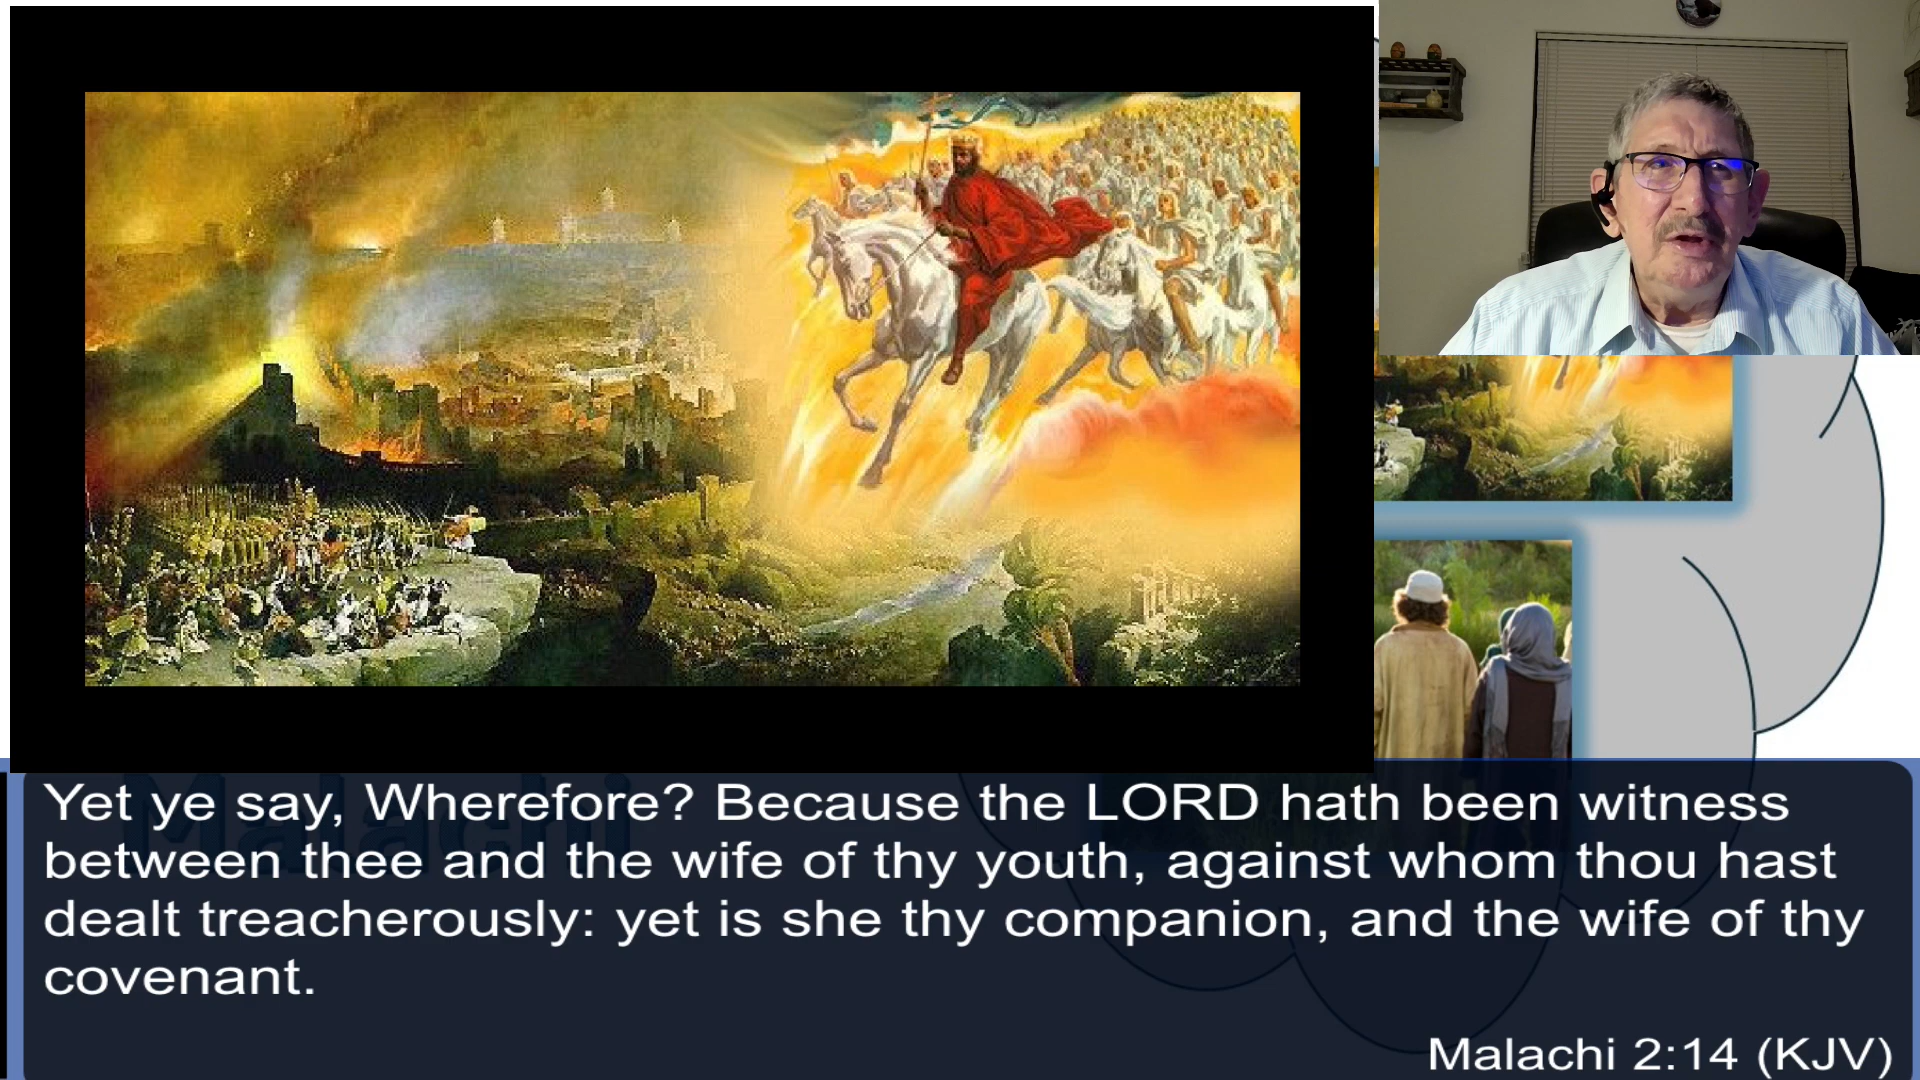 Malachi
Yet ye say, Wherefore? Because the LORD hath been witness
between thee and the wife of thy youth, against whom thou hast
dealt treacherously: yet is she thy companion, and the wife of thy
covenant.
Malachi 2:14 (KJV)